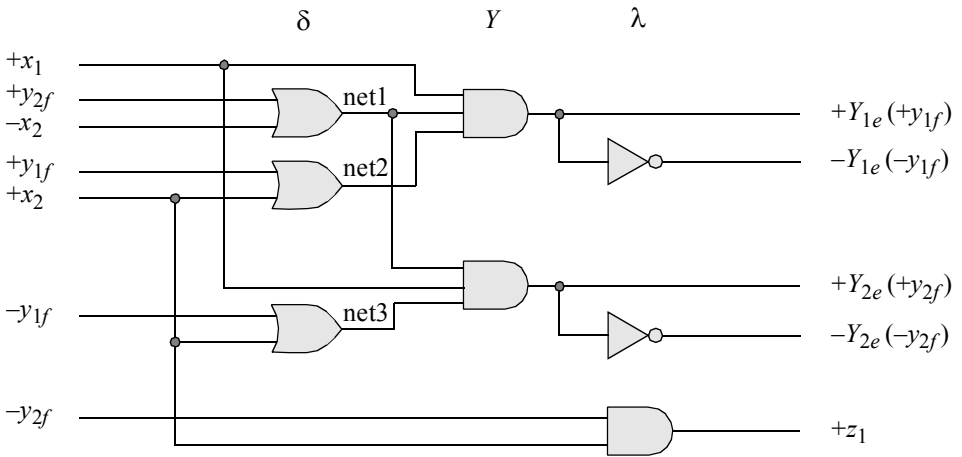 δ Y λ
+x₁
+y₂f
net1
–x₂
+Y₁e (+y₁f)
+y₁f
net2
–Y₁e (–y₁f)
+x₂
+Y₂e (+y₂f)
–y₁f
net3
–Y₂e (–y₂f)
–y₂f
+z₁